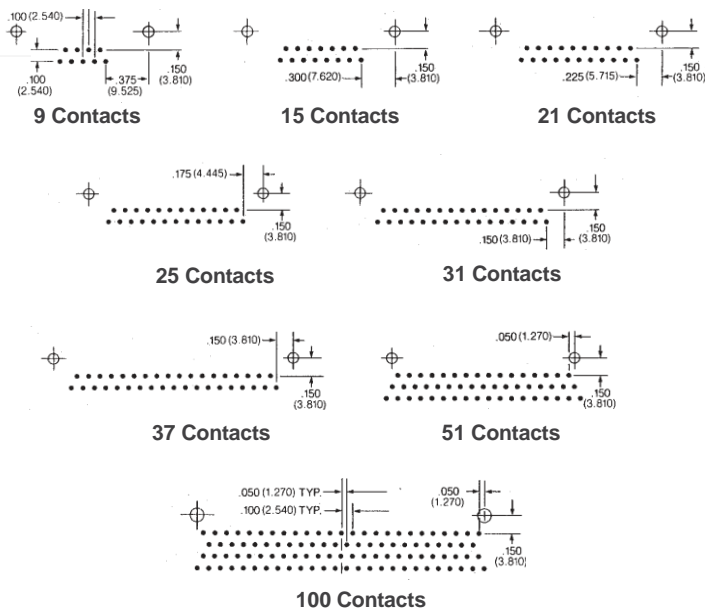 .100 (2.540)
.100
(2.540)
.375
(9.525)
.150
(3.810)
9 Contacts
.300 (7.620)
.150
(3.810)
15 Contacts
.225 (5.715)
.150
(3.810)
21 Contacts
.175 (4.445)
.150
(3.810)
25 Contacts
.150 (3.810)
.150
(3.810)
31 Contacts
.150 (3.810)
.150
(3.810)
37 Contacts
.050 (1.270)
.150
(3.810)
51 Contacts
.050 (1.270) TYP.
.100 (2.540) TYP.
.050
(1.270)
.150
(3.810)
100 Contacts